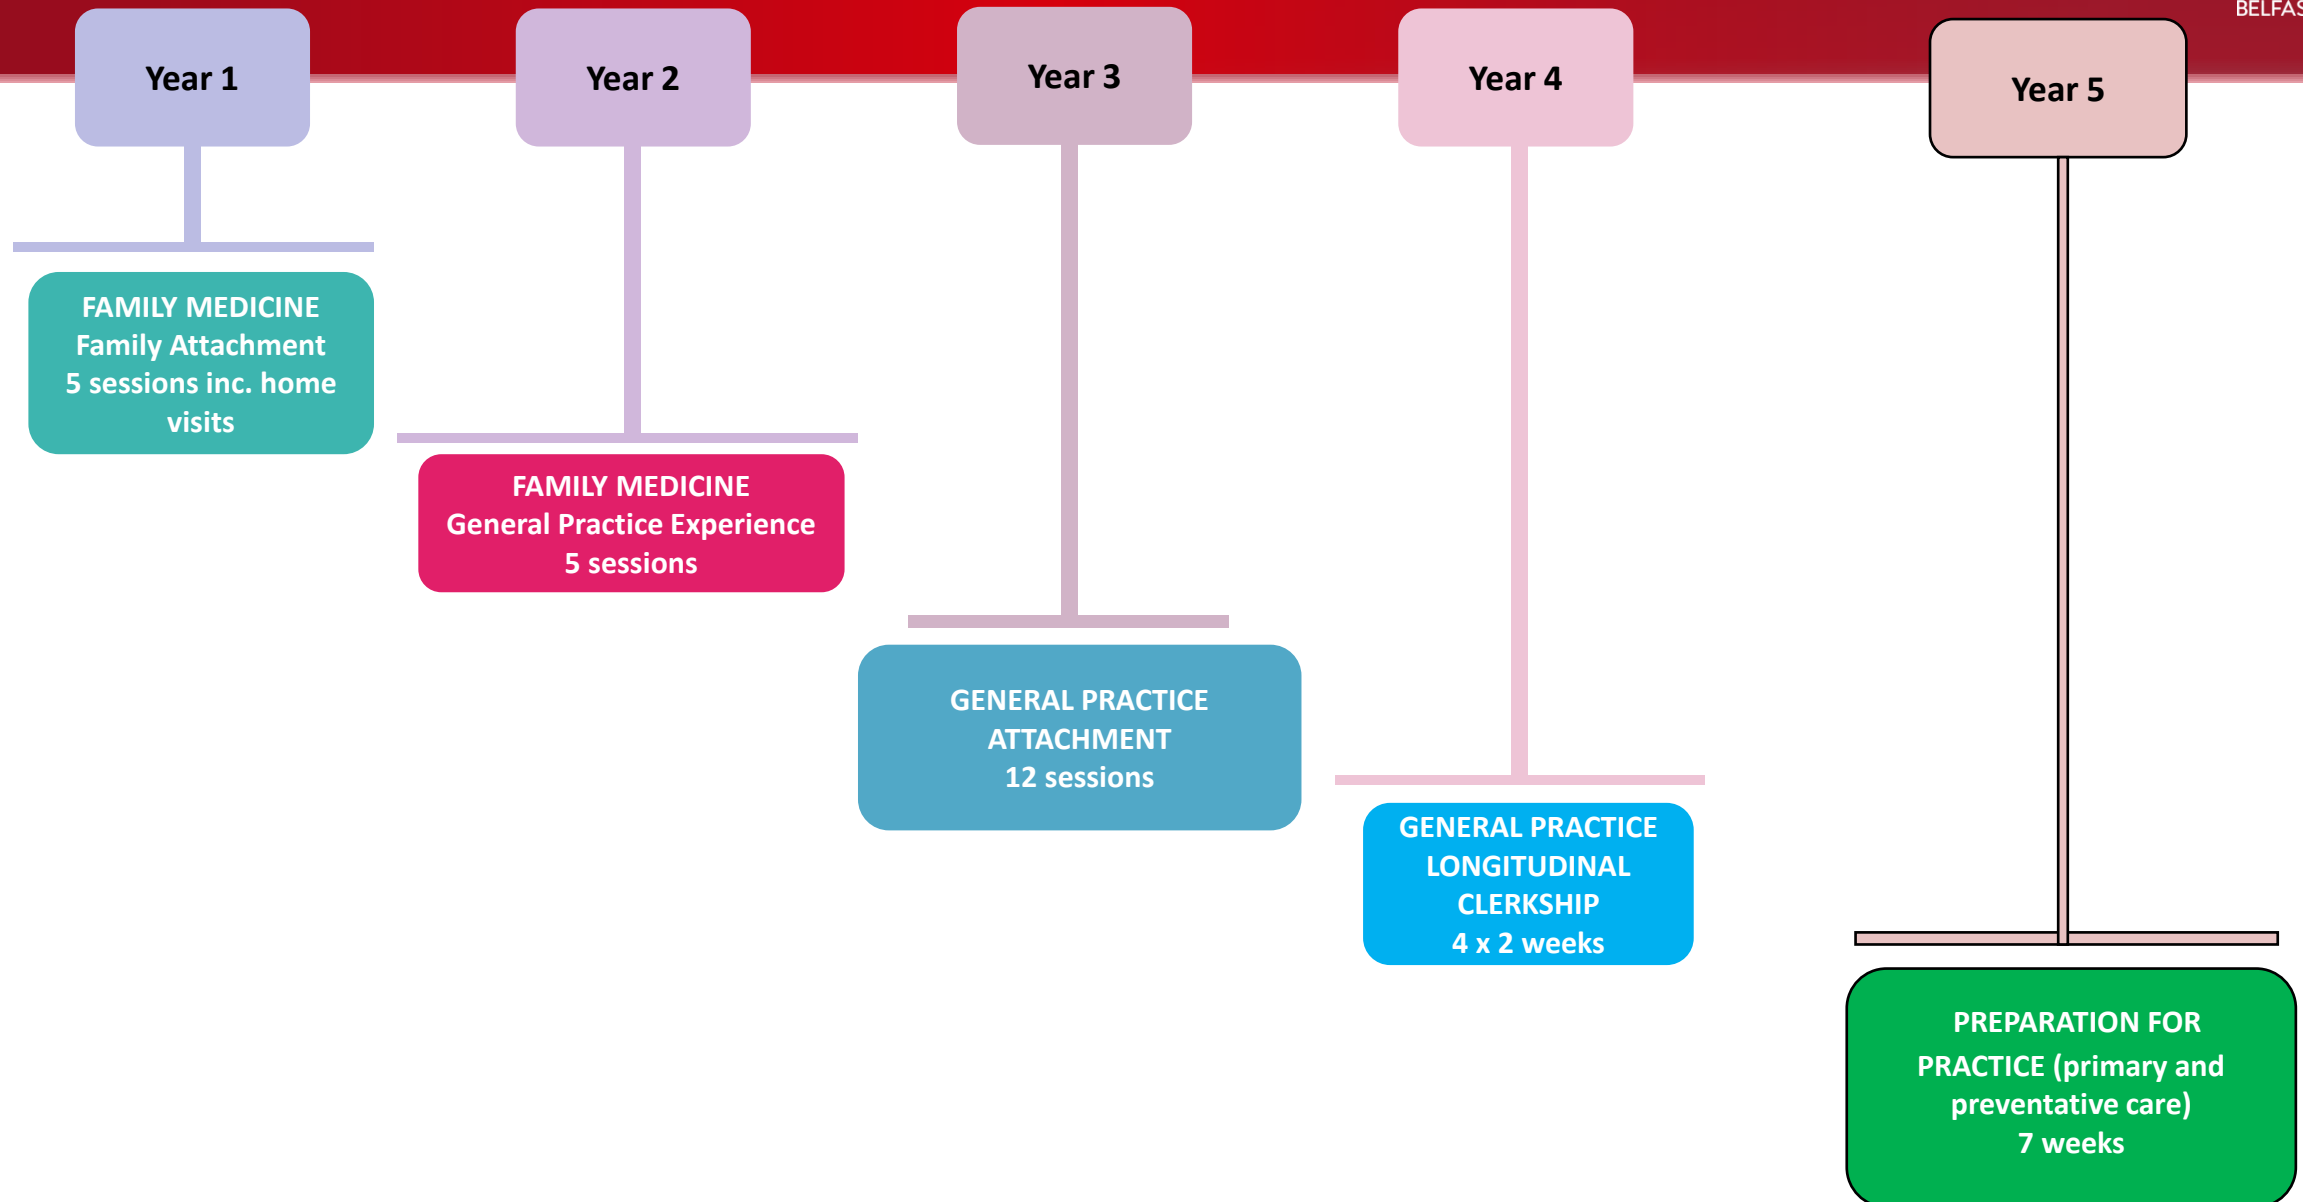 Year 1
Year 2
Year 3
Year 4
Year 5
FAMILY MEDICINE
Family Attachment
5 sessions inc. home
visits
FAMILY MEDICINE
General Practice Experience
5 sessions
GENERAL PRACTICE
ATTACHMENT
12 sessions
GENERAL PRACTICE
LONGITUDINAL
CLERKSHIP
4 x 2 weeks
PREPARATION FOR
PRACTICE (primary and
preventative care)
7 weeks